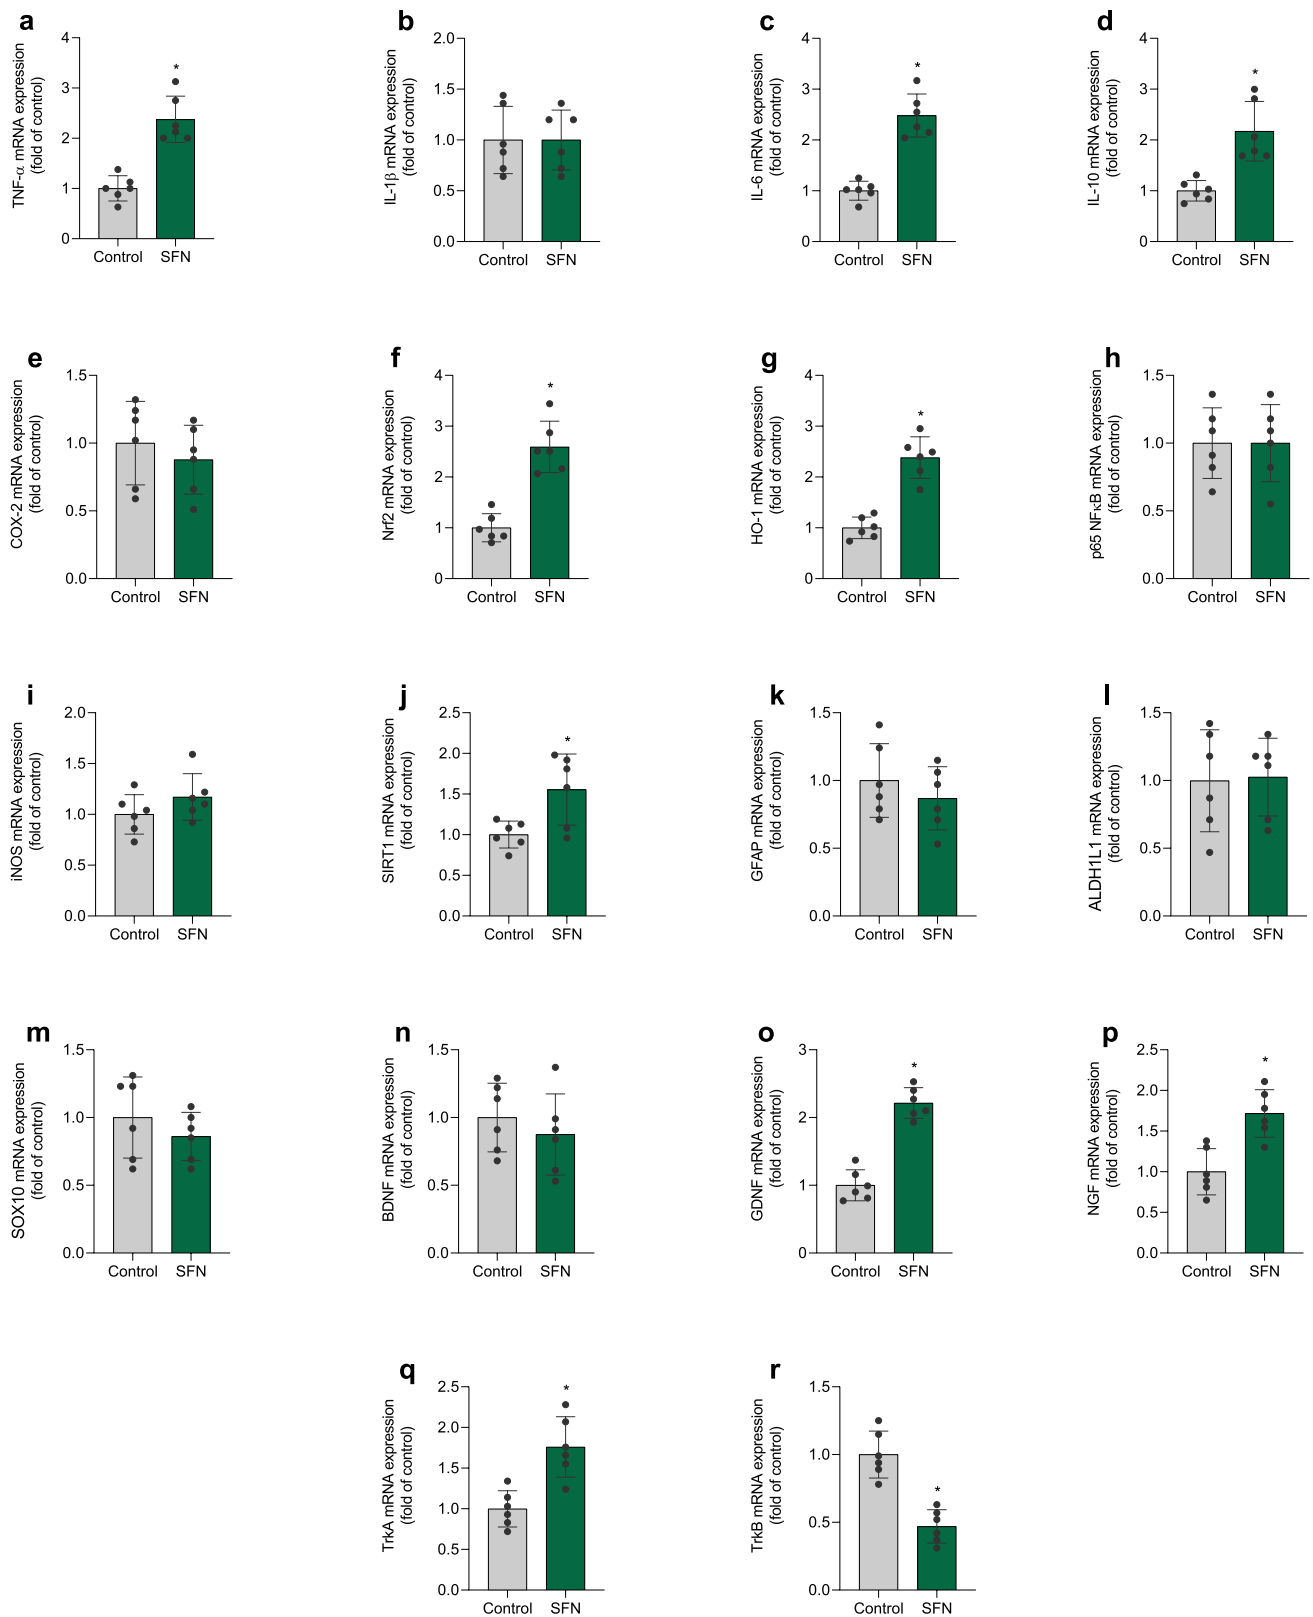 a
TNF-α mRNA expression
(fold of control)
4
3
2
1
0
*
Control SFN
b
IL-1β mRNA expression
(fold of control)
2.0
1.5
1.0
0.5
0.0
Control SFN
c
IL-6 mRNA expression
(fold of control)
4
3
2
1
0
*
Control SFN
d
IL-10 mRNA expression
(fold of control)
4
3
2
1
0
*
Control SFN
e
COX-2 mRNA expression
(fold of control)
1.5
1.0
0.5
0.0
Control SFN
f
Nrf2 mRNA expression
(fold of control)
4
3
2
1
0
*
Control SFN
g
HO-1 mRNA expression
(fold of control)
4
3
2
1
0
*
Control SFN
h
p65 NFκB mRNA expression
(fold of control)
1.5
1.0
0.5
0.0
Control SFN
i
iNOS mRNA expression
(fold of control)
2.0
1.5
1.0
0.5
0.0
Control SFN
j
SIRT1 mRNA expression
(fold of control)
2.5
2.0
1.5
1.0
0.5
0.0
*
Control SFN
k
GFAP mRNA expression
(fold of control)
1.5
1.0
0.5
0.0
Control SFN
l
ALDH1L1 mRNA expression
(fold of control)
1.5
1.0
0.5
0.0
Control SFN
m
SOX10 mRNA expression
(fold of control)
1.5
1.0
0.5
0.0
Control SFN
n
BDNF mRNA expression
(fold of control)
1.5
1.0
0.5
0.0
Control SFN
o
GDNF mRNA expression
(fold of control)
3
2
1
0
*
Control SFN
p
NGF mRNA expression
(fold of control)
2.5
2.0
1.5
1.0
0.5
0.0
*
Control SFN
q
TrkA mRNA expression
(fold of control)
2.5
2.0
1.5
1.0
0.5
0.0
*
Control SFN
r
TrkB mRNA expression
(fold of control)
1.5
1.0
0.5
0.0
*
Control SFN